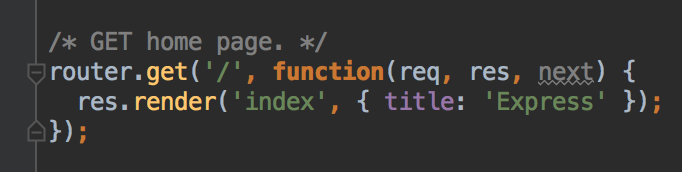 /* GET home page. */
router.get('/', function(req, res, next) {
  res.render('index', { title: 'Express' });
});